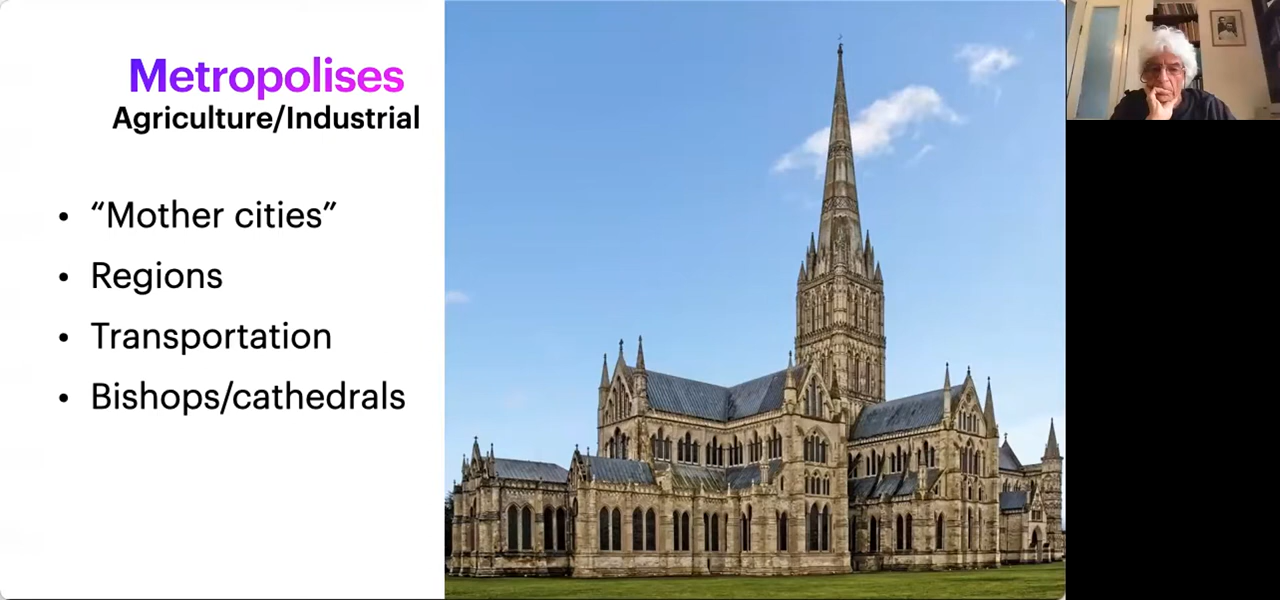 Metropolises
Agriculture/Industrial
• “Mother cities”
• Regions
• Transportation
• Bishops/cathedrals